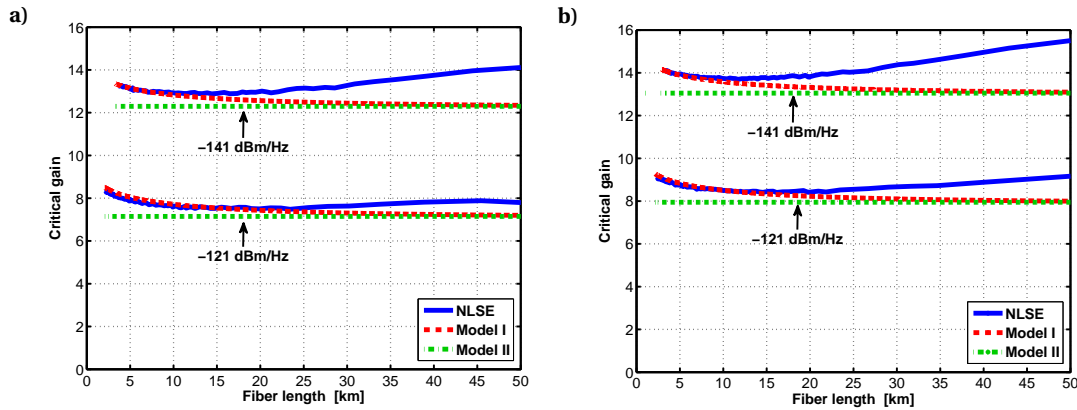 a)
16
14
12
10
8
6
4
2
0
Critical gain
−141 dBm/Hz
−121 dBm/Hz
NLSE
Model I
Model II
0 5 10 15 20 25 30 35 40 45 50
Fiber length [km]
b)
16
14
12
10
8
6
4
2
0
Critical gain
−141 dBm/Hz
−121 dBm/Hz
NLSE
Model I
Model II
0 5 10 15 20 25 30 35 40 45 50
Fiber length [km]